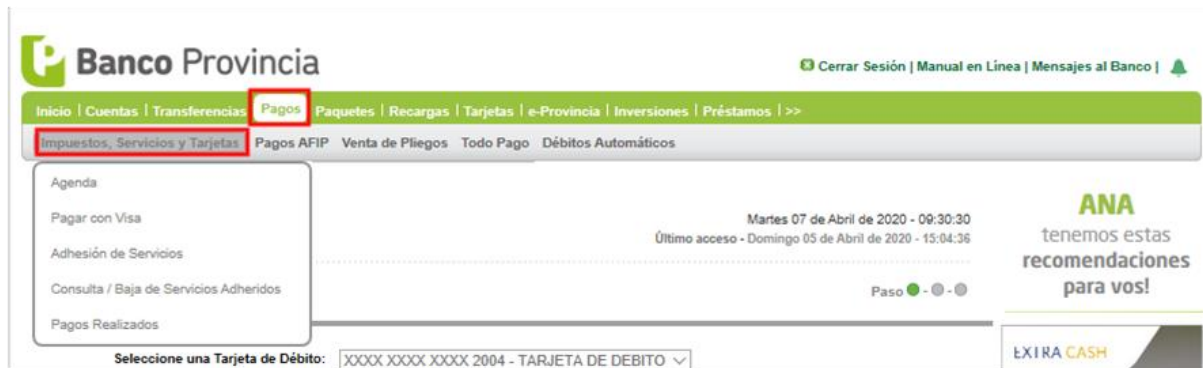 Banco Provincia
Cerrar Sesión | Manual en Línea | Mensajes al Banco |
Inicio | Cuentas | Transferencias Pagos Paquetes | Recargas | Tarjetas | e-Provincia | Inversiones | Préstamos | >>
Impuestos, Servicios y Tarjetas Pagos AFIP Venta de Pliegos Todo Pago Débitos Automáticos
Agenda
Pagar con Visa
Adhesión de Servicios
Consulta / Baja de Servicios Adheridos
Pagos Realizados
Martes 07 de Abril de 2020 - 09:30:30
Último acceso - Domingo 05 de Abril de 2020 - 15:04:36
Paso
Seleccione una Tarjeta de Débito: XXXX XXXX XXXX 2004 - TARJETA DE DEBITO
ANA
tenemos estas
recomendaciones
para vos!
EXTRA CASH